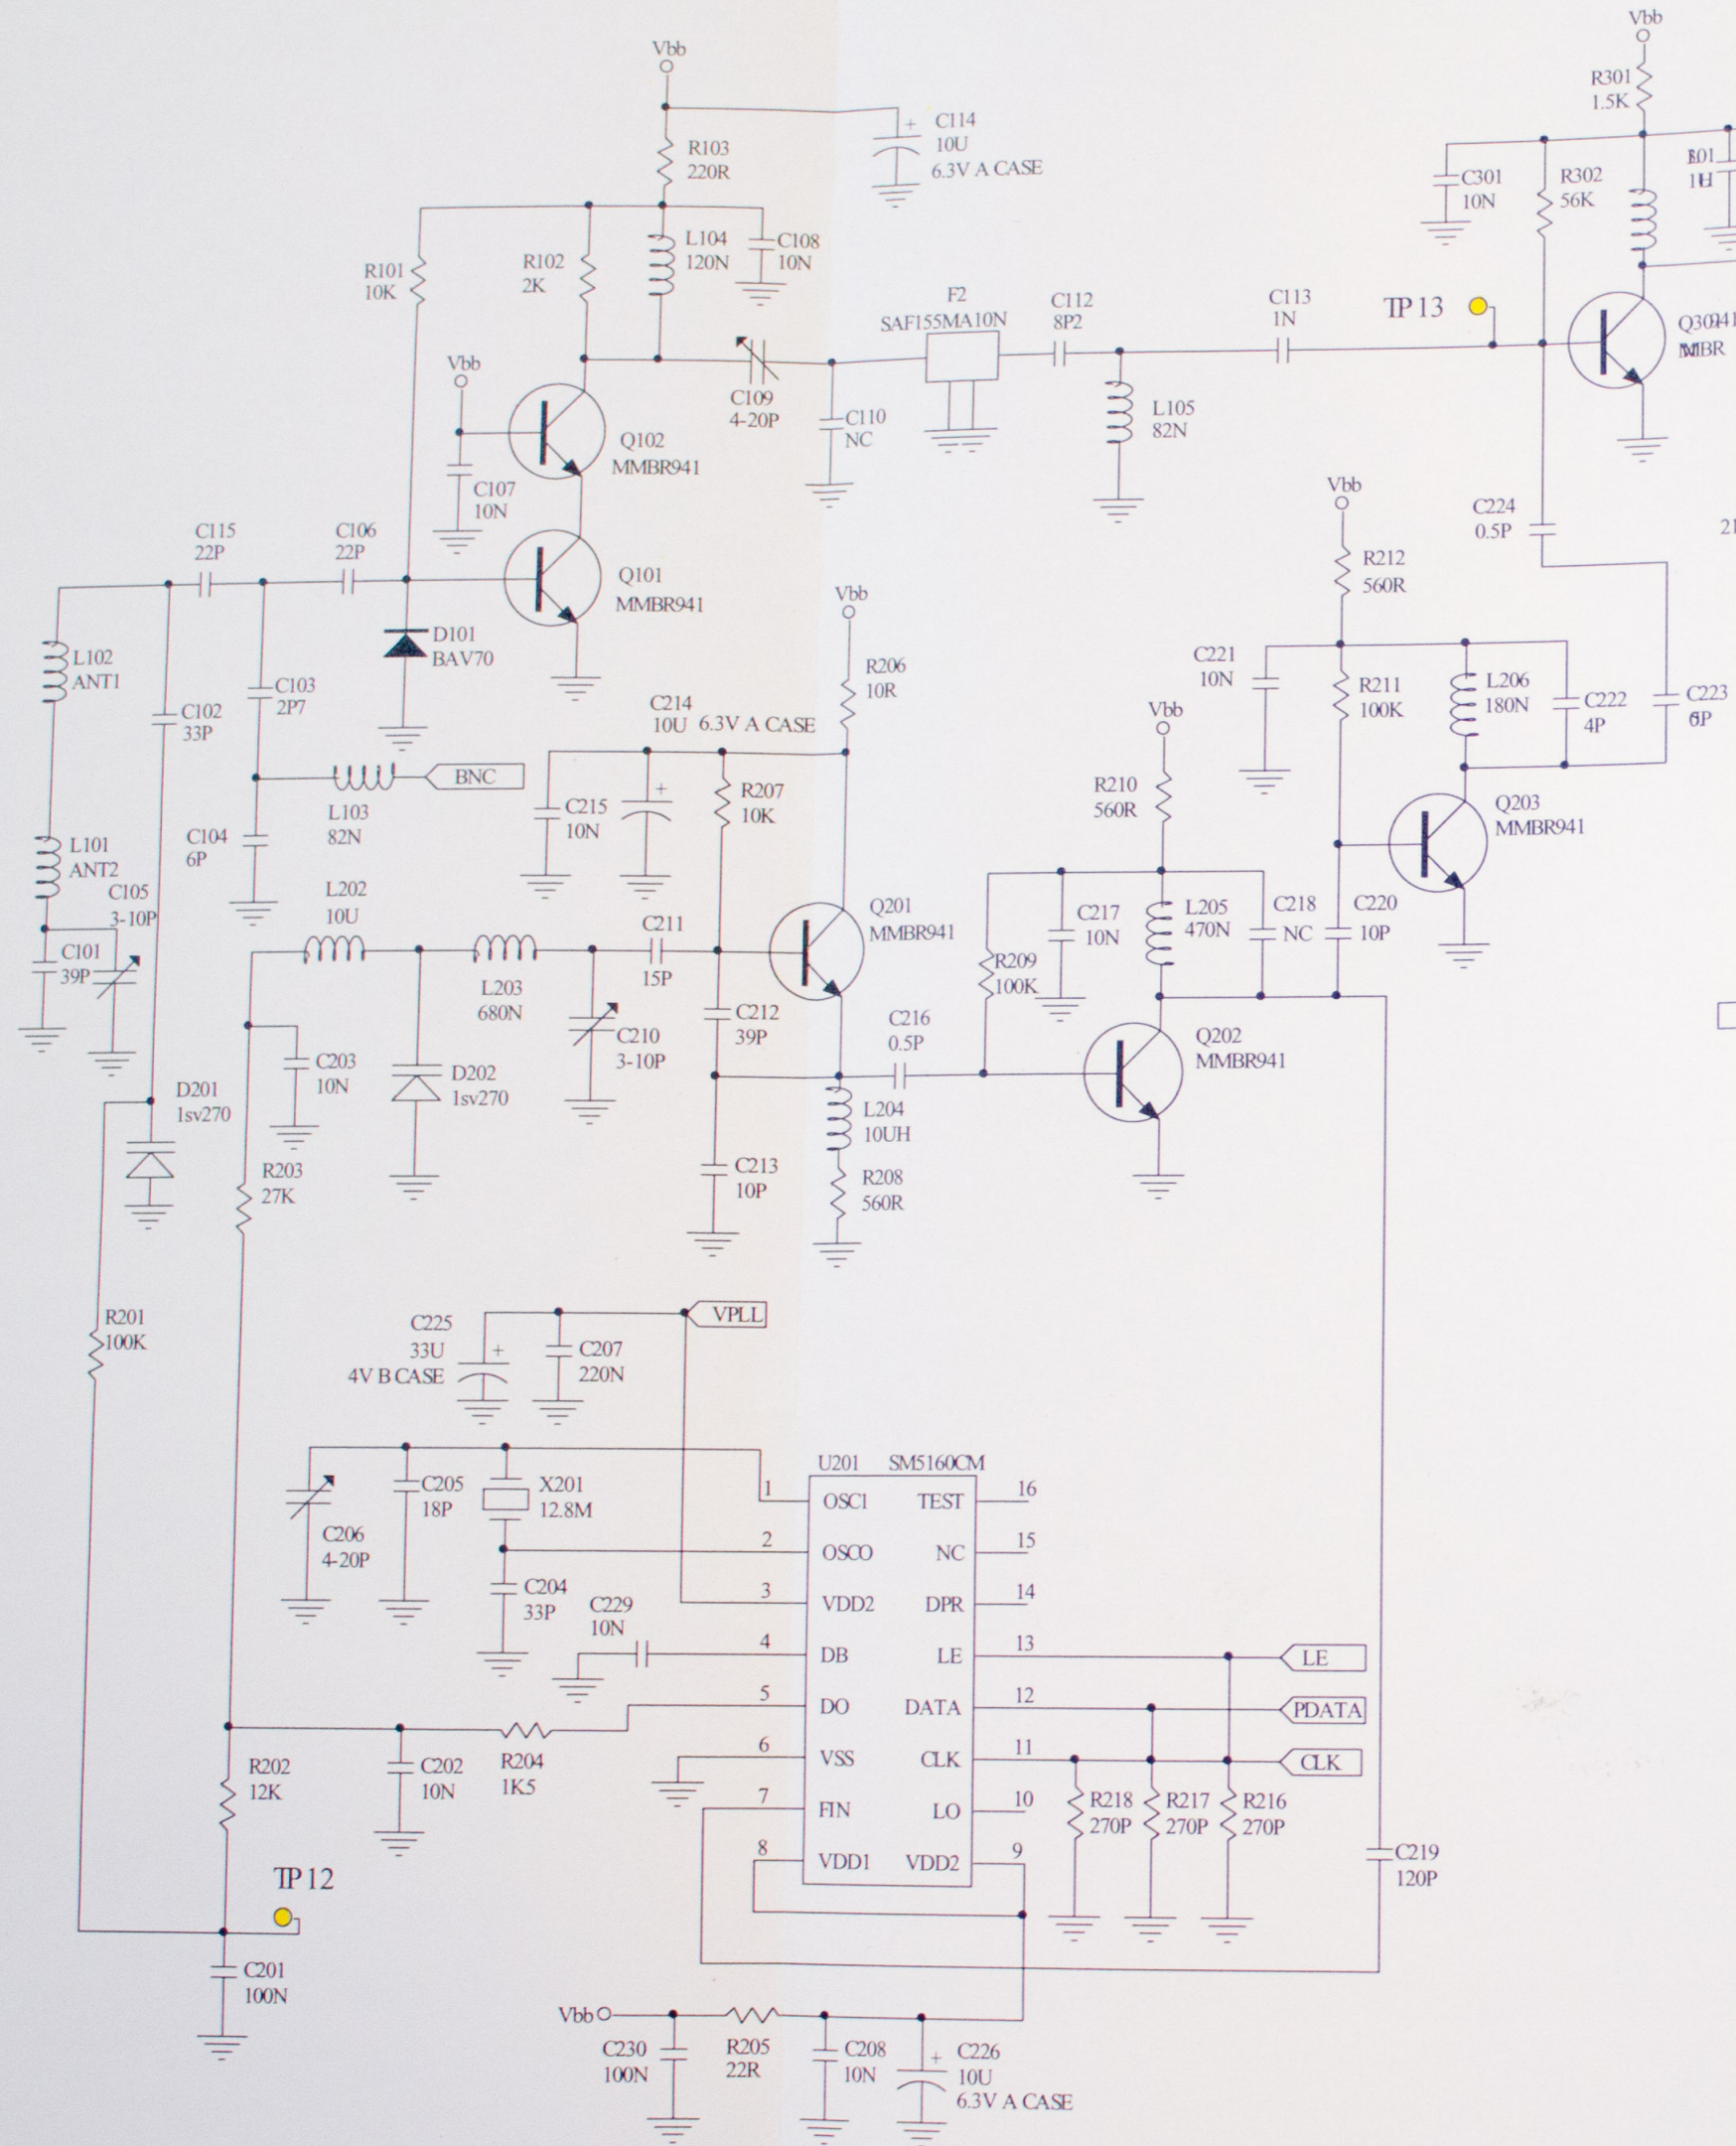 Vbb
R103
220R
C114
10U
6.3V A CASE
+
R101
10K
R102
2K
L104
120N
C108
10N
Vbb
C107
10N
Q102
MMBR941
C109
4-20P
C110
NC
F2
SAF155MA10N
C112
8P2
L105
82N
C113
1N
TP13
Vbb
R301
1.5K
C301
10N
R302
56K
C115
22P
C106
22P
Q101
MMBR941
D101
BAV70
L102
ANT1
C102
33P
C103
2P7
BNC
L103
82N
C104
6P
L101
ANT2
C105
3-10P
C101
39P
Vbb
R206
10R
C214
10U 6.3V A CASE
+
C215
10N
R207
10K
L202
10U
L203
680N
C211
15P
Q201
MMBR941
C203
10N
D202
1sv270
C210
3-10P
C212
39P
C216
0.5P
D201
1sv270
R203
27K
C213
10P
L204
10UH
R208
560R
Vbb
R212
560R
C224
0.5P
21
C221
10N
R211
100K
L206
180N
C222
4P
C223
Vbb
R210
560R
Q203
MMBR941
R209
100K
C217
10N
L205
470N
C218
NC
C220
10P
Q202
MMBR941
R201
100K
C225
33U
4V B CASE
+
C207
220N
VPLL
C206
4-20P
C205
18P
X201
12.8M
C204
33P
C229
10N
U201 SM5160CM
1 OSC1 TEST 16
2 OSCO NC 15
3 VDD2 DPR 14
4 DB LE 13
5 DO DATA 12
6 VSS CLK 11
7 FIN LO 10
8 VDD1 VDD2 9
LE
PDATA
CLK
R202
12K
C202
10N
R204
1K5
R218
270P
R217
270P
R216
270P
C219
120P
TP12
C201
100N
Vbb
C230
100N
R205
22R
C208
10N
+
C226
10U
6.3V A CASE